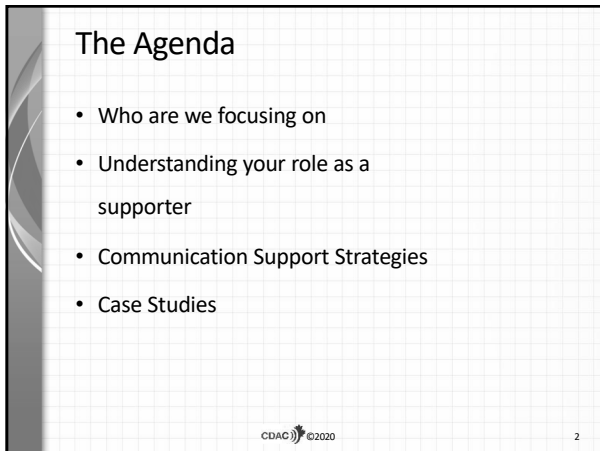 The Agenda
• Who are we focusing on
• Understanding your role as a
supporter
• Communication Support Strategies
• Case Studies
CDAC ©2020
2